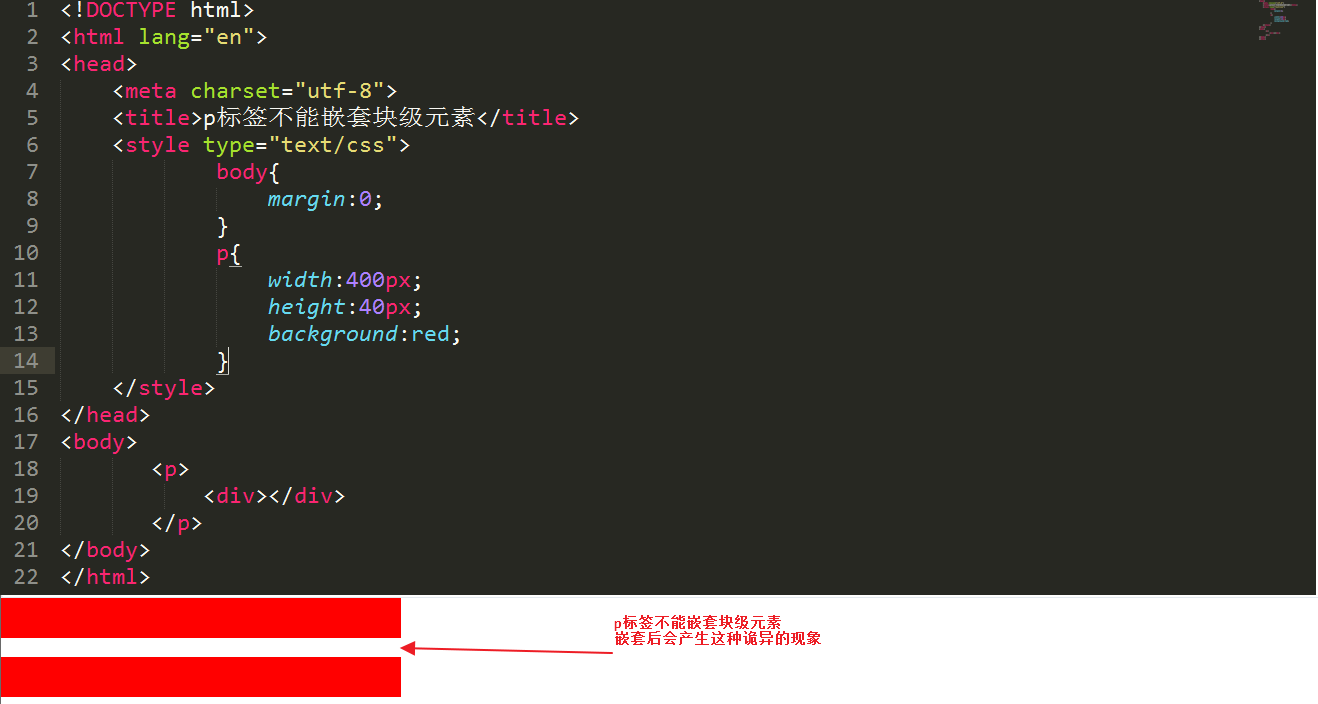 1 <!DOCTYPE html>
2 <html lang="en">
3 <head>
4 <meta charset="utf-8">
5 <title>p标签不能嵌套块级元素</title>
6 <style type="text/css">
7 body{
8 margin:0;
9 }
10 p{
11 width:400px;
12 height:40px;
13 background:red;
14 }
15 </style>
16 </head>
17 <body>
18 <p>
19 <div></div>
20 </p>
21 </body>
22 </html>
p标签不能嵌套块级元素
嵌套后会产生这种诡异的现象